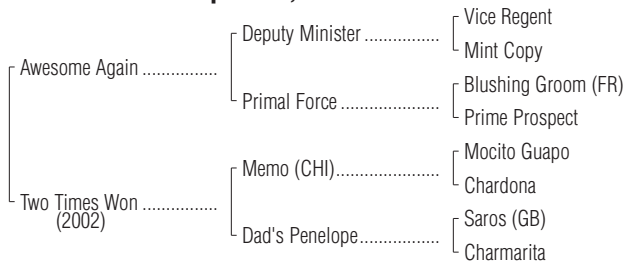 Vice Regent
Deputy Minister ................
Mint Copy
Awesome Again ................
Blushing Groom (FR)
Primal Force .....................
Prime Prospect
Mocito Guapo
Memo (CHI)......................
Chardona
Two Times Won ................
(2002)
Saros (GB)
Dad's Penelope.................
Charmarita